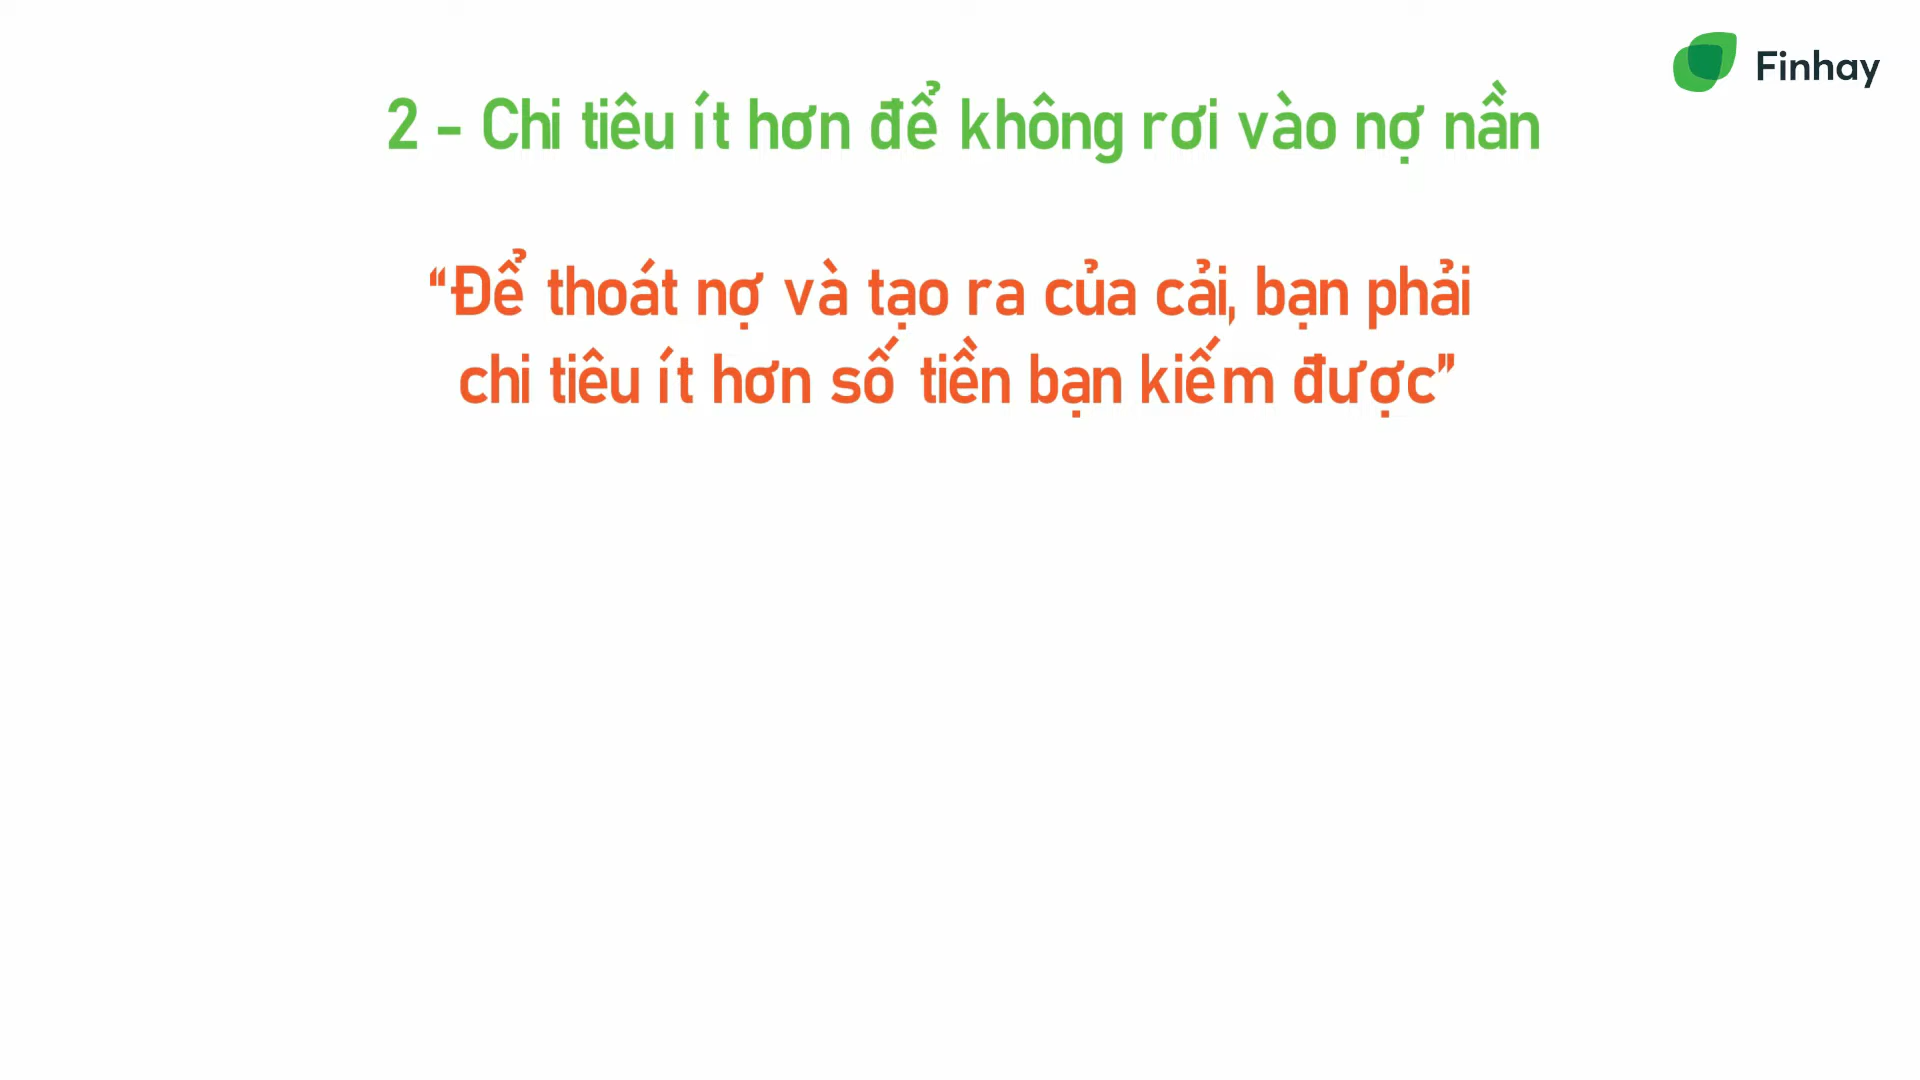 Finhay
2 - Chi tiêu ít hơn để không rơi vào nợ nần
“Để thoát nợ và tạo ra của cải, bạn phải
chi tiêu ít hơn số tiền bạn kiếm được”